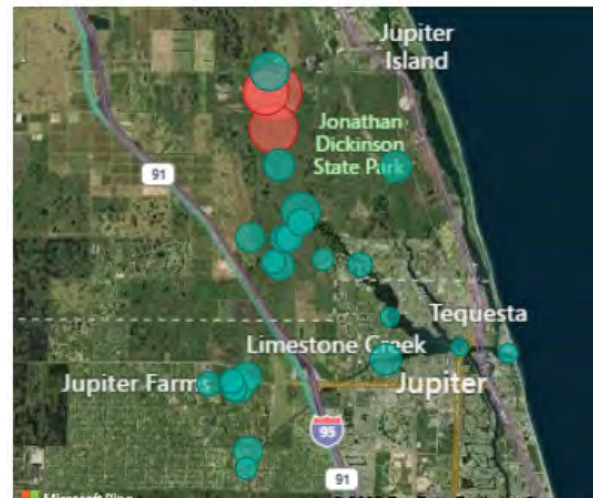 Jupiter
Island
Jonathan
Dickinson
State Park
91
Tequesta
Limestone Creek
Jupiter Farms
Jupiter
95
91
Microsoft Bing